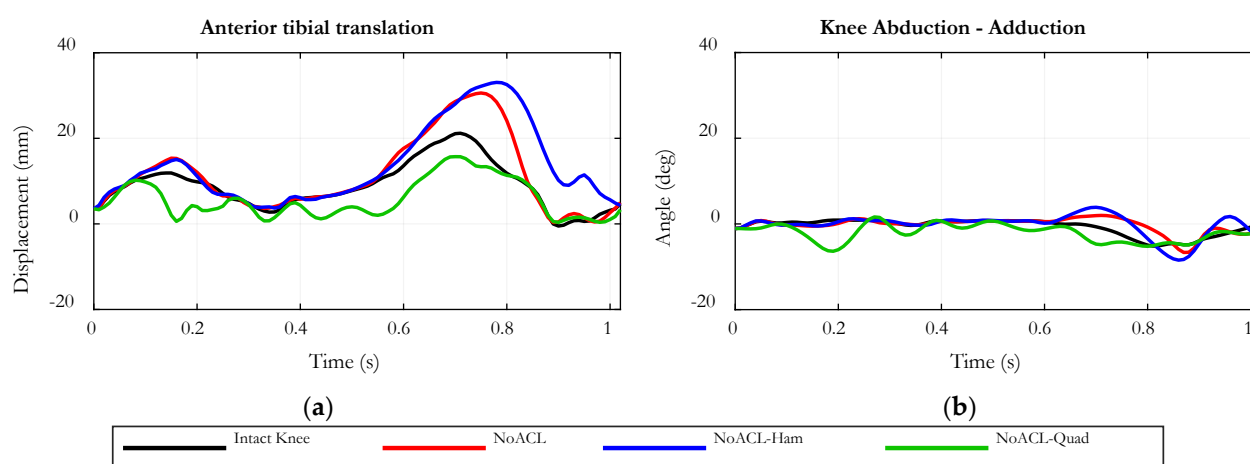 Anterior tibial translation
40
20
0
-20
Displacement (mm)
0 0.2 0.4 0.6 0.8 1
Time (s)
(a)
Knee Abduction - Adduction
40
20
0
-20
Angle (deg)
0 0.2 0.4 0.6 0.8 1
Time (s)
(b)
Intact Knee NoACL NoACL-Ham NoACL-Quad